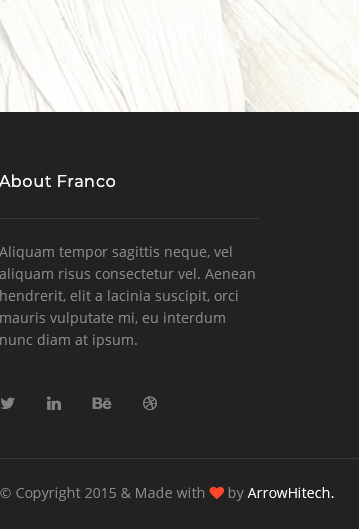 About Franco
Aliquam tempor sagittis neque, vel
aliquam risus consectetur vel. Aenean
hendrerit, elit a lacinia suscipit, orci
mauris vulputate mi, eu interdum
nunc diam at ipsum.
© Copyright 2015 & Made with ❤ by ArrowHitech.